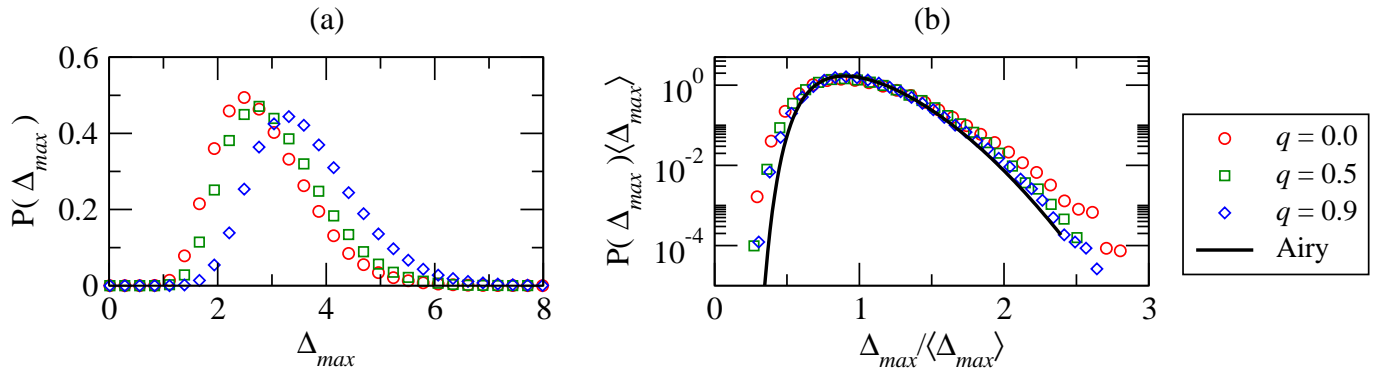 (a)
P( Δmax)
0.6
0.4
0.2
0
0 2 4 6 8
Δmax
(b)
P( Δmax)⟨Δmax⟩
10^0
10^-2
10^-4
0 1 2 3
Δmax/⟨Δmax⟩
q = 0.0
q = 0.5
q = 0.9
Airy